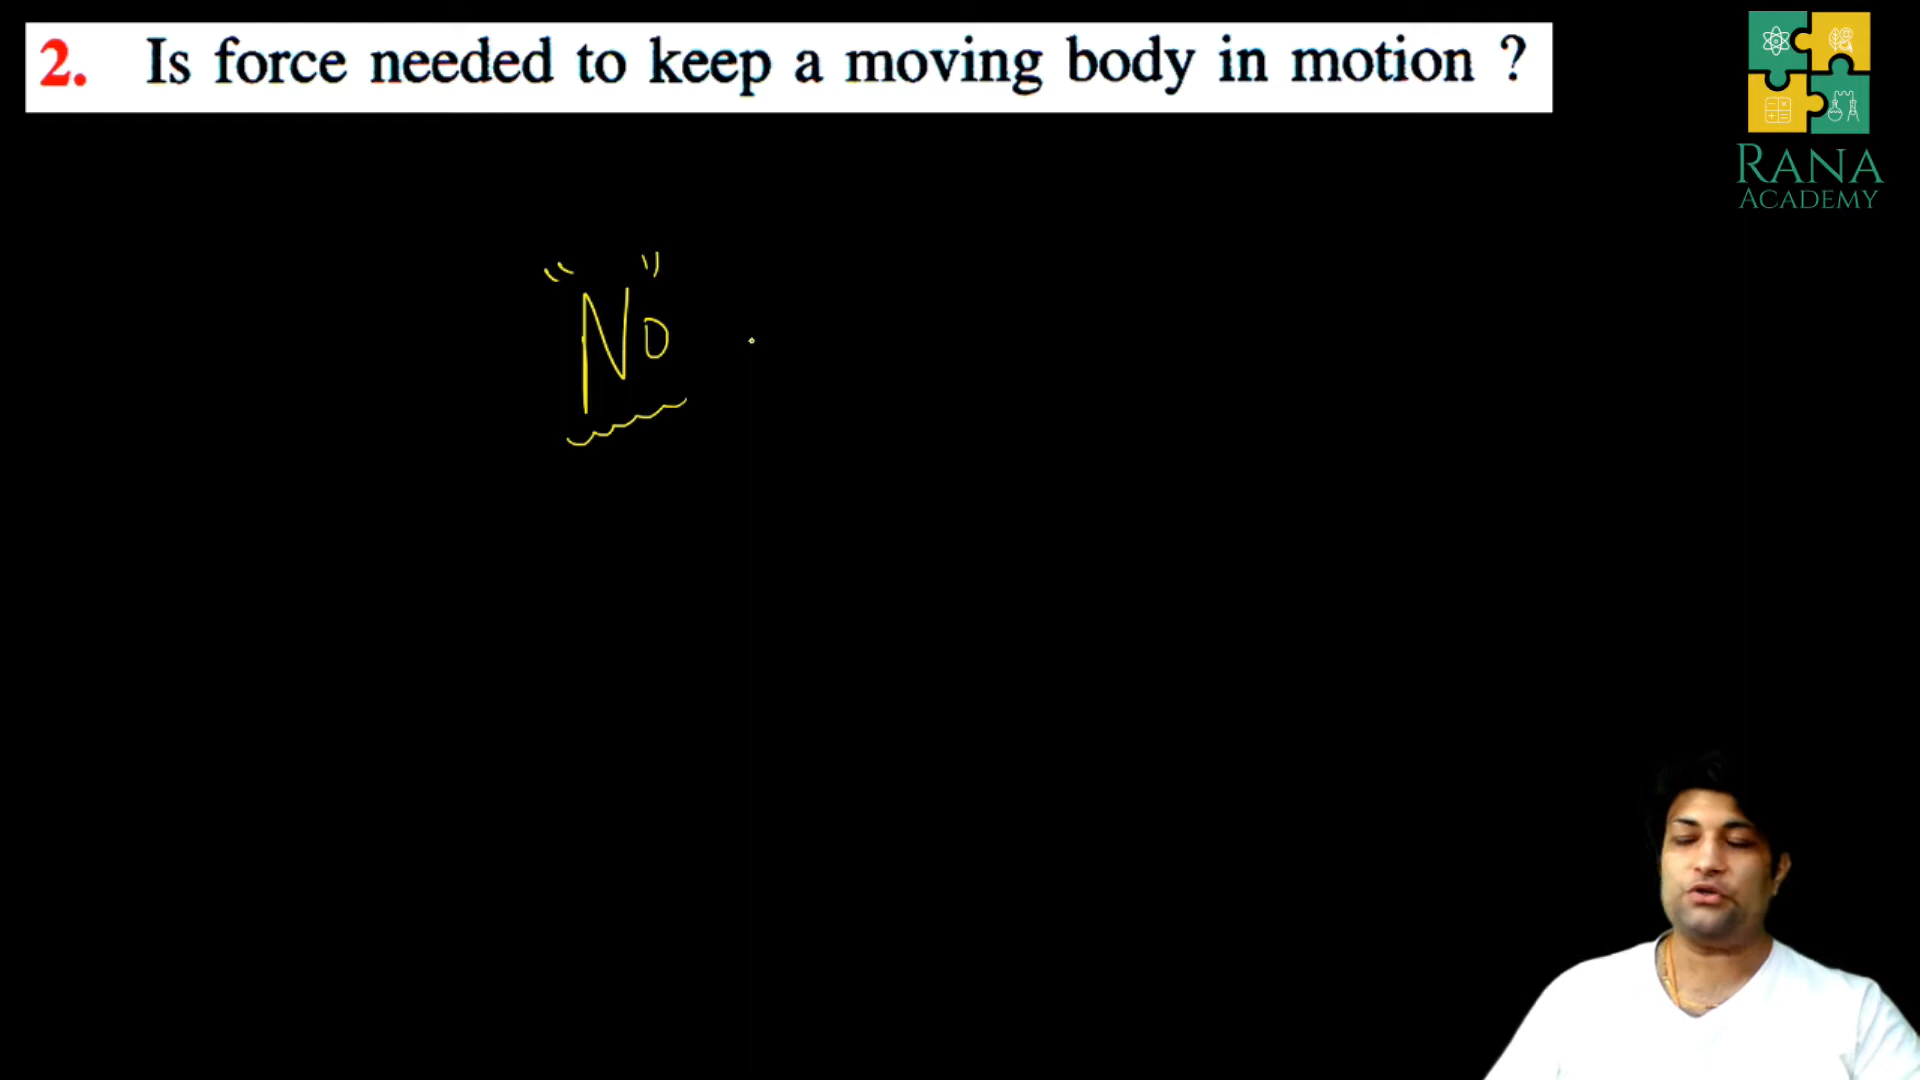 2. Is force needed to keep a moving body in motion ?
RANA
ACADEMY
"No"